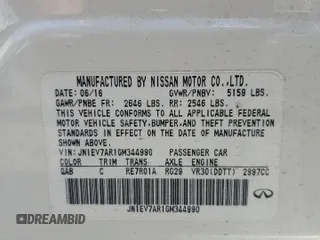 MANUFACTURED BY NISSAN MOTOR CO.,LTD.
DATE: 06/16 GVWR/PNBV: 5159 LBS.
GAWR/PNBE FR: 2646 LBS. RR: 2546 LBS.
THIS VEHICLE CONFORMS TO ALL APPLICABLE FEDERAL
MOTOR VEHICLE SAFETY,BUMPER,AND THEFT PREVENTION
STANDARDS IN EFFECT ON THE DATE OF MANUFACTURE
SHOWN ABOVE.
VIN: JN1EV7AR1GM344990 PASSENGER CAR
COLOR TRIM TRANS AXLE ENGINE
QAB C RE7R01A RG29 VR30(DDTT) 2997CC
JN1EV7AR1GM344990
INFINITI
AUTOBIDMASTER